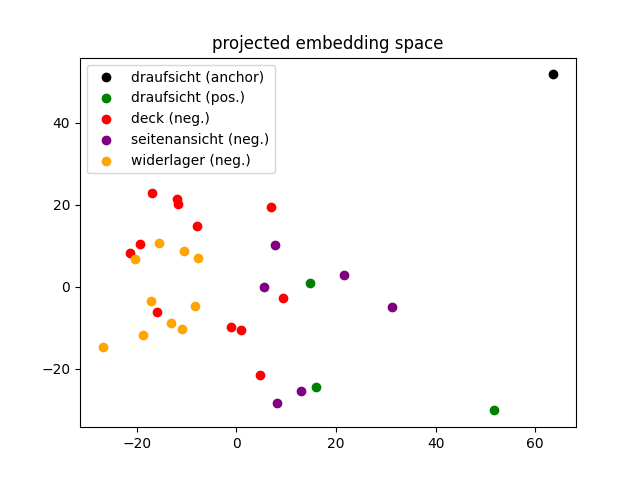 projected embedding space
draufsicht (anchor)
draufsicht (pos.)
deck (neg.)
seitenansicht (neg.)
widerlager (neg.)
40
20
0
−20
−20
0
20
40
60